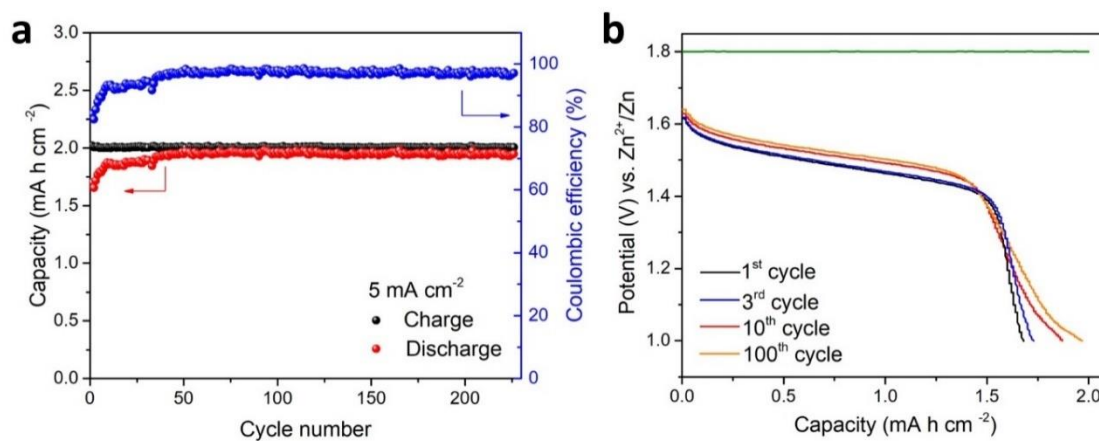 a
3.0
2.5
2.0
1.5
1.0
0.5
0.0
Capacity (mA h cm⁻²)
0
50
100
150
200
Cycle number
5 mA cm⁻²
Charge
Discharge
100
80
60
40
20
0
Coulombic efficiency (%)
b
1.8
1.6
1.4
1.2
1.0
Potential (V) vs. Zn²⁺/Zn
1ˢᵗ cycle
3ʳᵈ cycle
10ᵗʰ cycle
100ᵗʰ cycle
0.0
0.5
1.0
1.5
2.0
Capacity (mA h cm⁻²)